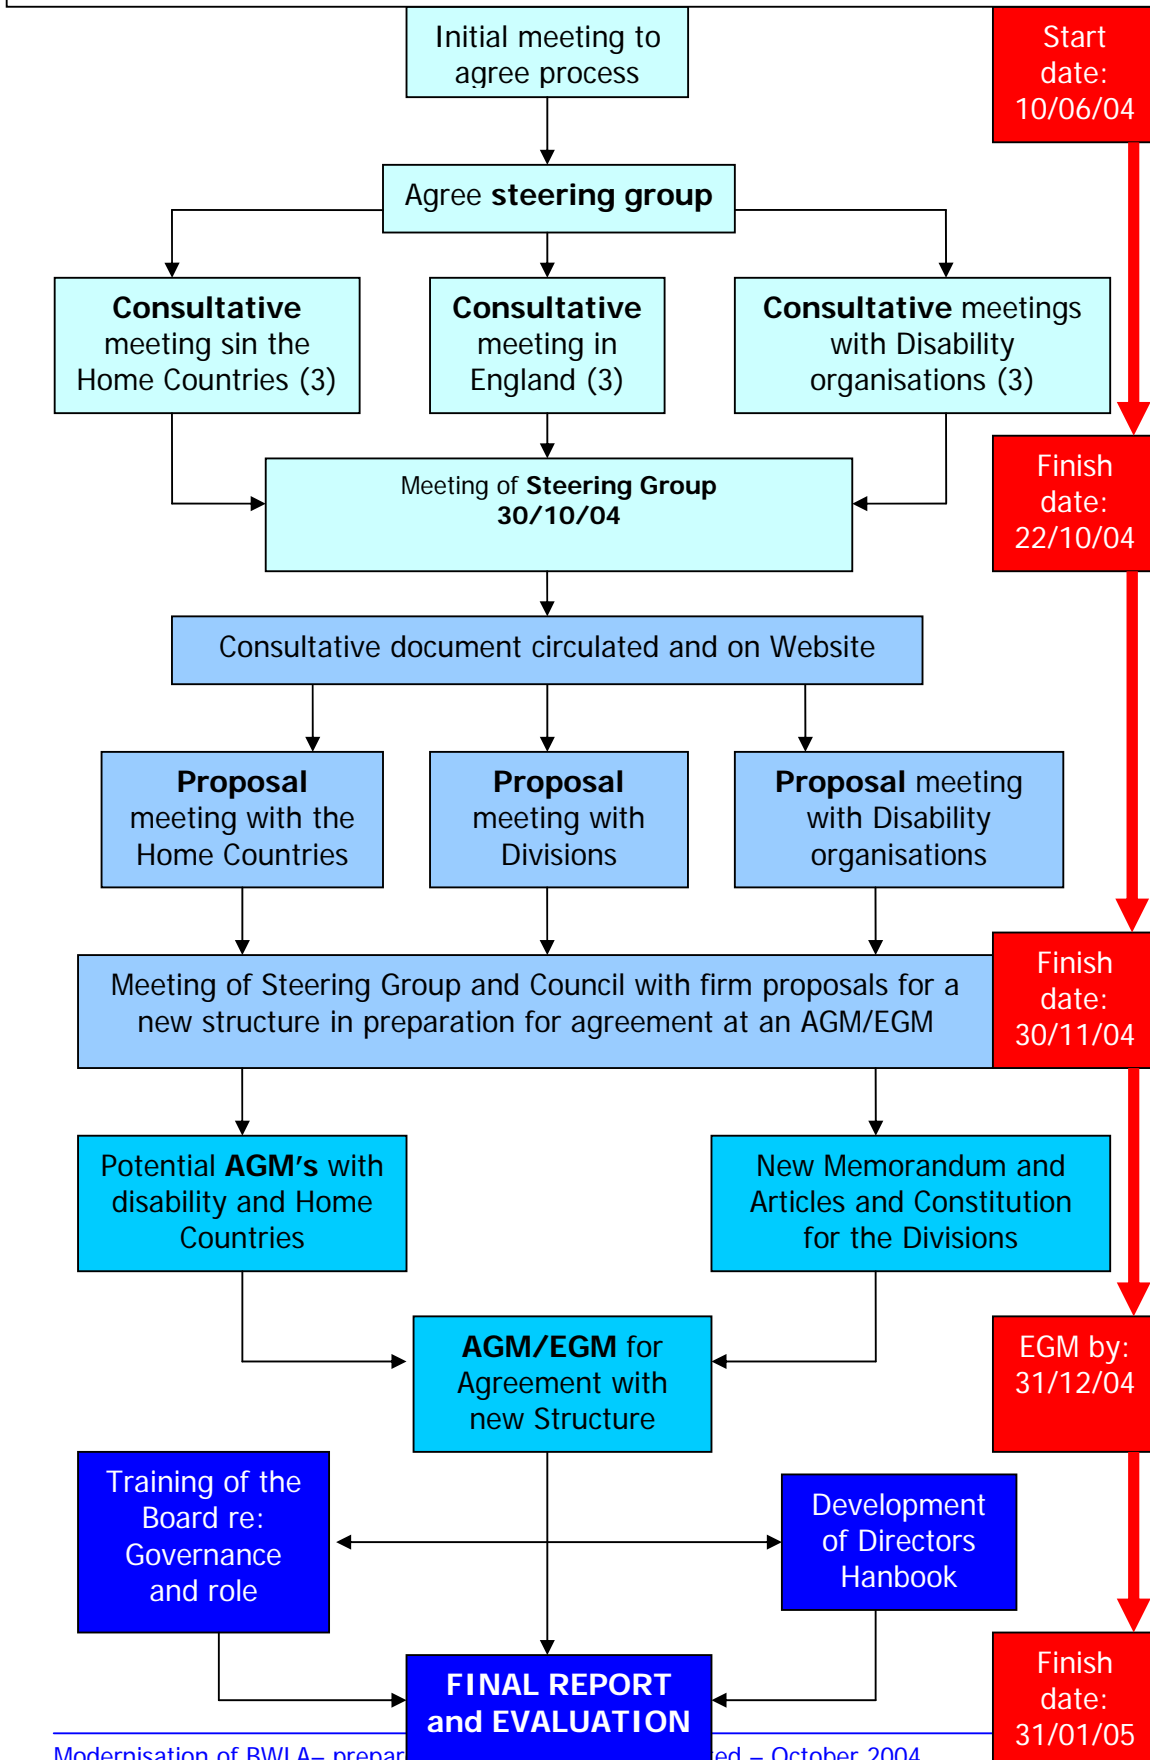 Initial meeting to
agree process
Start
date:
10/06/04
Agree steering group
Consultative
meeting sin the
Home Countries (3)
Consultative
meeting in
England (3)
Consultative meetings
with Disability
organisations (3)
Meeting of Steering Group
30/10/04
Finish
date:
22/10/04
Consultative document circulated and on Website
Proposal
meeting with the
Home Countries
Proposal
meeting with
Divisions
Proposal meeting
with Disability
organisations
Meeting of Steering Group and Council with firm proposals for a
new structure in preparation for agreement at an AGM/EGM
Finish
date:
30/11/04
Potential AGM's with
disability and Home
Countries
New Memorandum and
Articles and Constitution
for the Divisions
AGM/EGM for
Agreement with
new Structure
EGM by:
31/12/04
Training of the
Board re:
Governance
and role
Development
of Directors
Hanbook
FINAL REPORT
and EVALUATION
Finish
date:
31/01/05
Modernisation of BWLA– prepar ed – October 2004